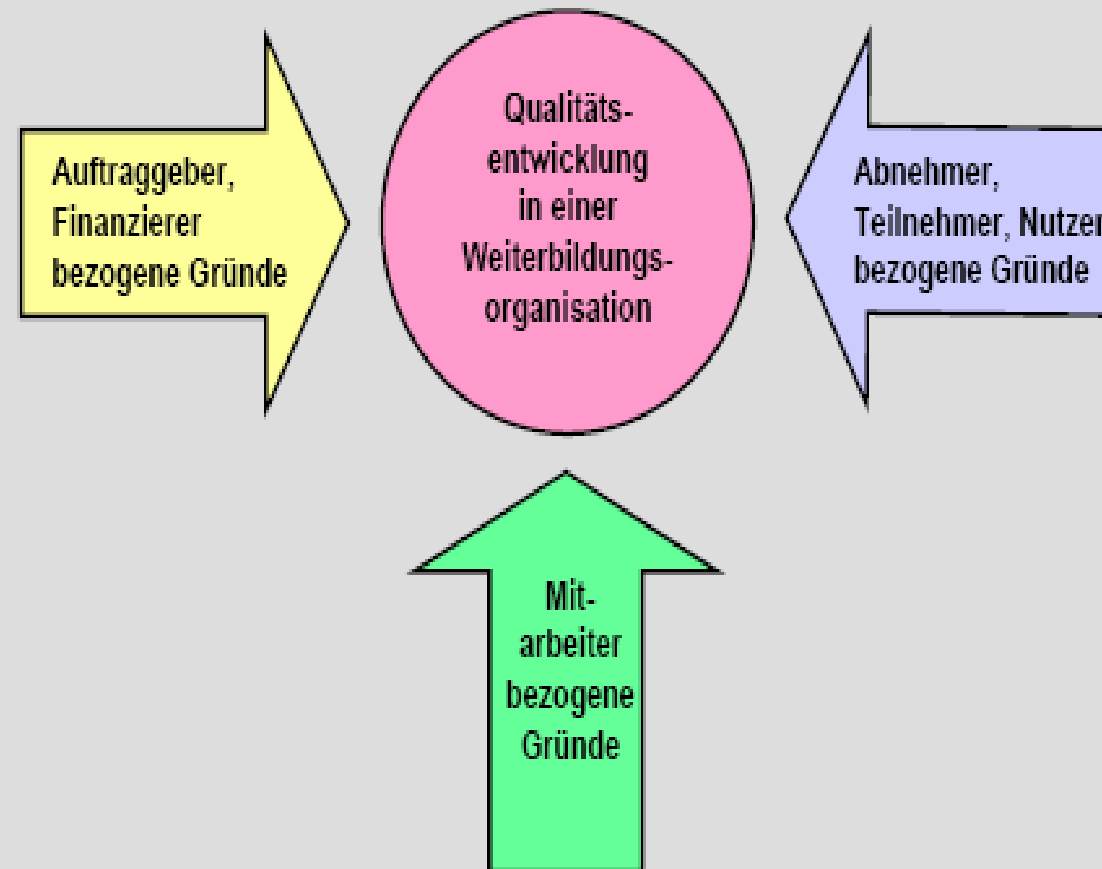 Qualitäts-
entwicklung
in einer
Weiterbildungs-
organisation
Auftraggeber,
Finanzierer
bezogene Gründe
Abnehmer,
Teilnehmer, Nutzer
bezogene Gründe
Mit-
arbeiter
bezogene
Gründe